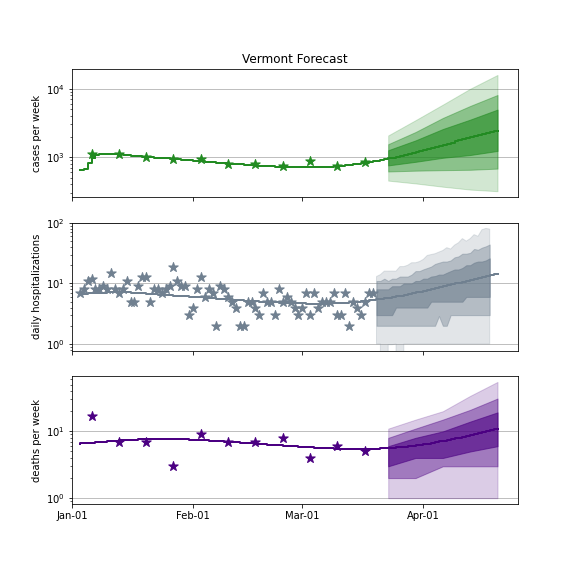 Vermont Forecast
cases per week
10⁴
10³
daily hospitalizations
10²
10¹
10⁰
deaths per week
10¹
10⁰
Jan-01 Feb-01 Mar-01 Apr-01